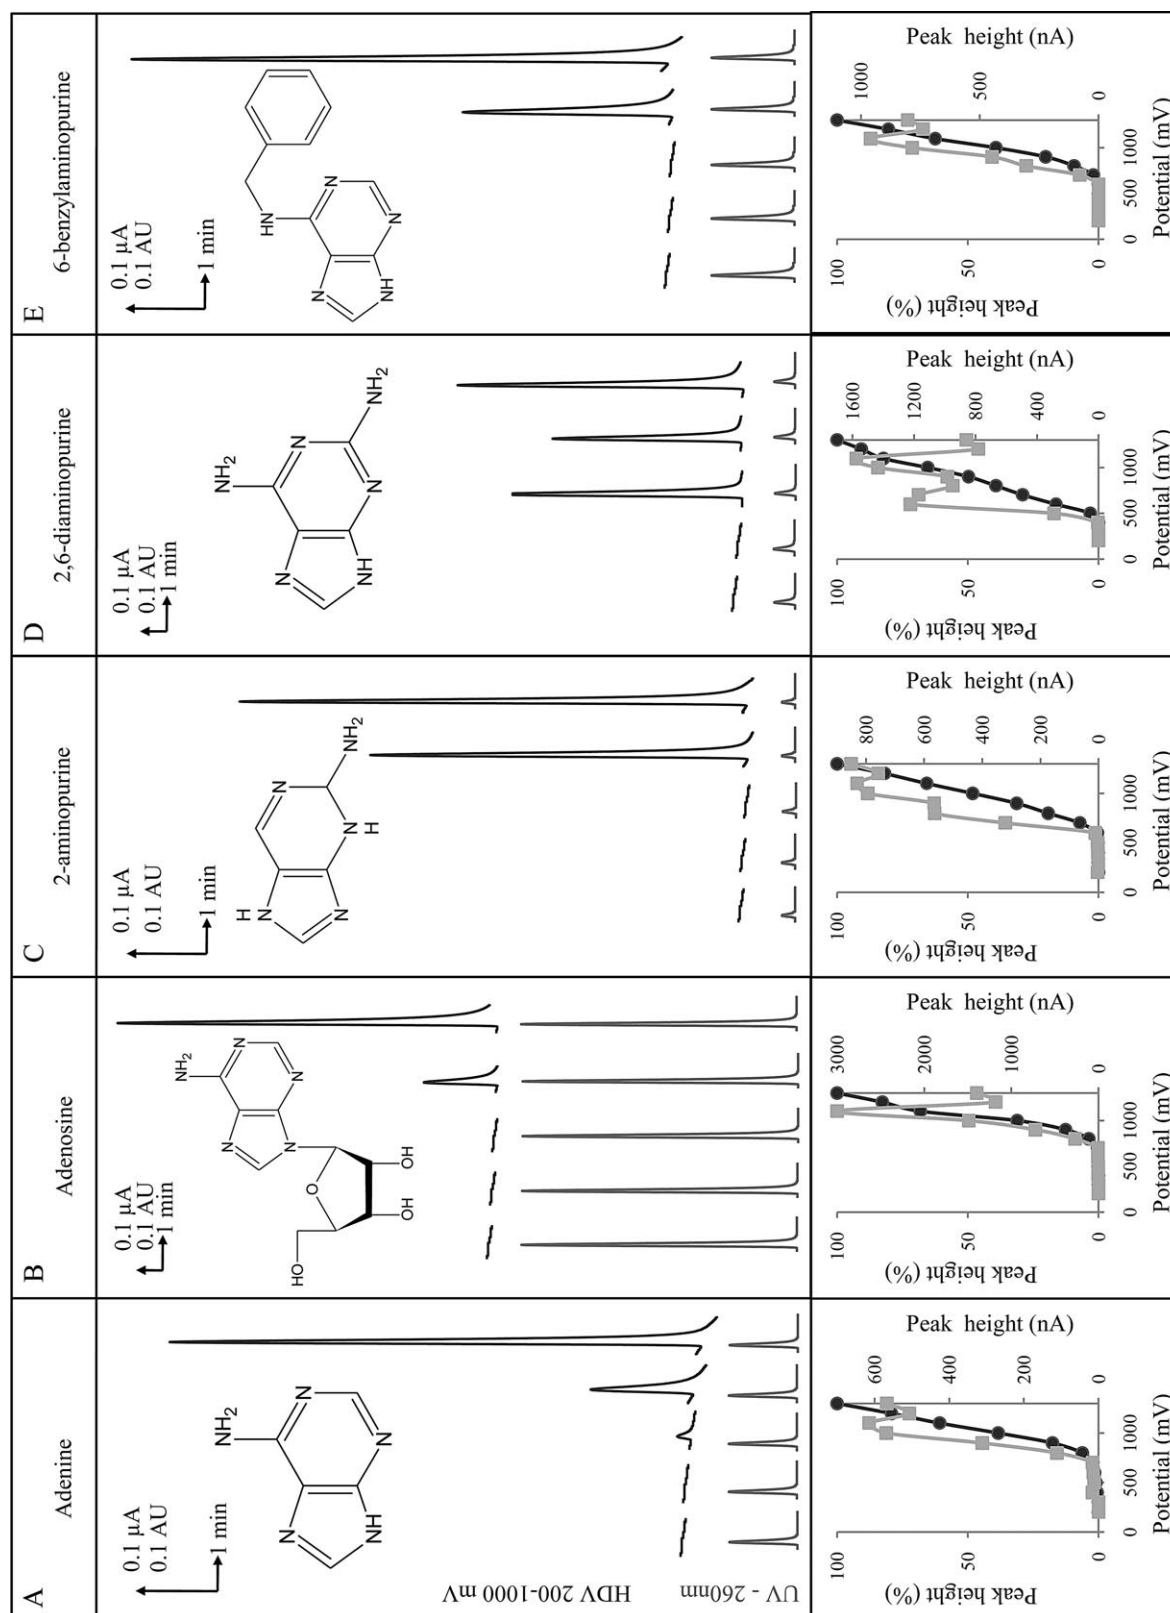 A
Adenine
0.1 µA
0.1 AU
1 min
NH2
N
N
N
NH
HDV 200-1000 mV
UV - 260nm
100
50
0
Peak height (%)
600
400
200
0
Peak height (nA)
0
500
1000
Potential (mV)
B
Adenosine
0.1 µA
0.1 AU
1 min
NH2
N
N
N
N
O
HO
OH
OH
100
50
0
Peak height (%)
3000
2000
1000
0
Peak height (nA)
0
500
1000
Potential (mV)
C
2-aminopurine
0.1 µA
0.1 AU
1 min
H
N
N
N
N
H
NH2
100
50
0
Peak height (%)
800
600
400
200
0
Peak height (nA)
0
500
1000
Potential (mV)
D
2,6-diaminopurine
0.1 µA
0.1 AU
1 min
NH2
N
N
N
NH
NH2
100
50
0
Peak height (%)
1600
1200
800
400
0
Peak height (nA)
0
500
1000
Potential (mV)
E
6-benzylaminopurine
0.1 µA
0.1 AU
1 min
HN
N
N
N
NH
100
50
0
Peak height (%)
1000
500
0
Peak height (nA)
0
500
1000
Potential (mV)